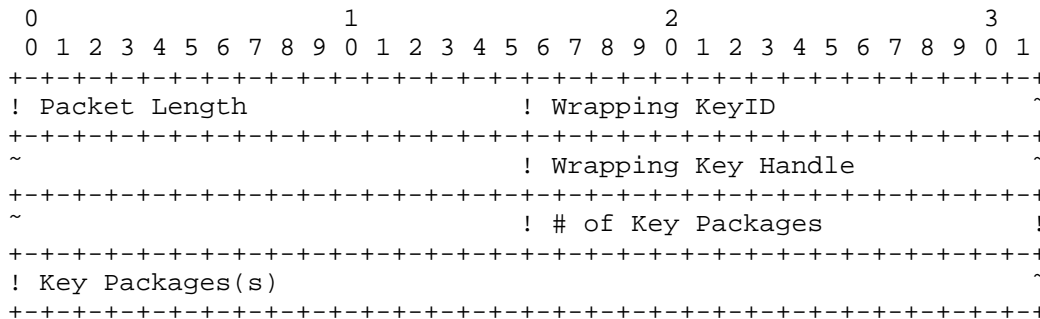 0                   1                   2                   3
 0 1 2 3 4 5 6 7 8 9 0 1 2 3 4 5 6 7 8 9 0 1 2 3 4 5 6 7 8 9 0 1
+-+-+-+-+-+-+-+-+-+-+-+-+-+-+-+-+-+-+-+-+-+-+-+-+-+-+-+-+-+-+-+-+
! Packet Length                 ! Wrapping KeyID                ~
+-+-+-+-+-+-+-+-+-+-+-+-+-+-+-+-+-+-+-+-+-+-+-+-+-+-+-+-+-+-+-+-+
~                               ! Wrapping Key Handle           ~
+-+-+-+-+-+-+-+-+-+-+-+-+-+-+-+-+-+-+-+-+-+-+-+-+-+-+-+-+-+-+-+-+
~                               ! # of Key Packages             !
+-+-+-+-+-+-+-+-+-+-+-+-+-+-+-+-+-+-+-+-+-+-+-+-+-+-+-+-+-+-+-+-+
! Key Packages(s)                                               ~
+-+-+-+-+-+-+-+-+-+-+-+-+-+-+-+-+-+-+-+-+-+-+-+-+-+-+-+-+-+-+-+-+